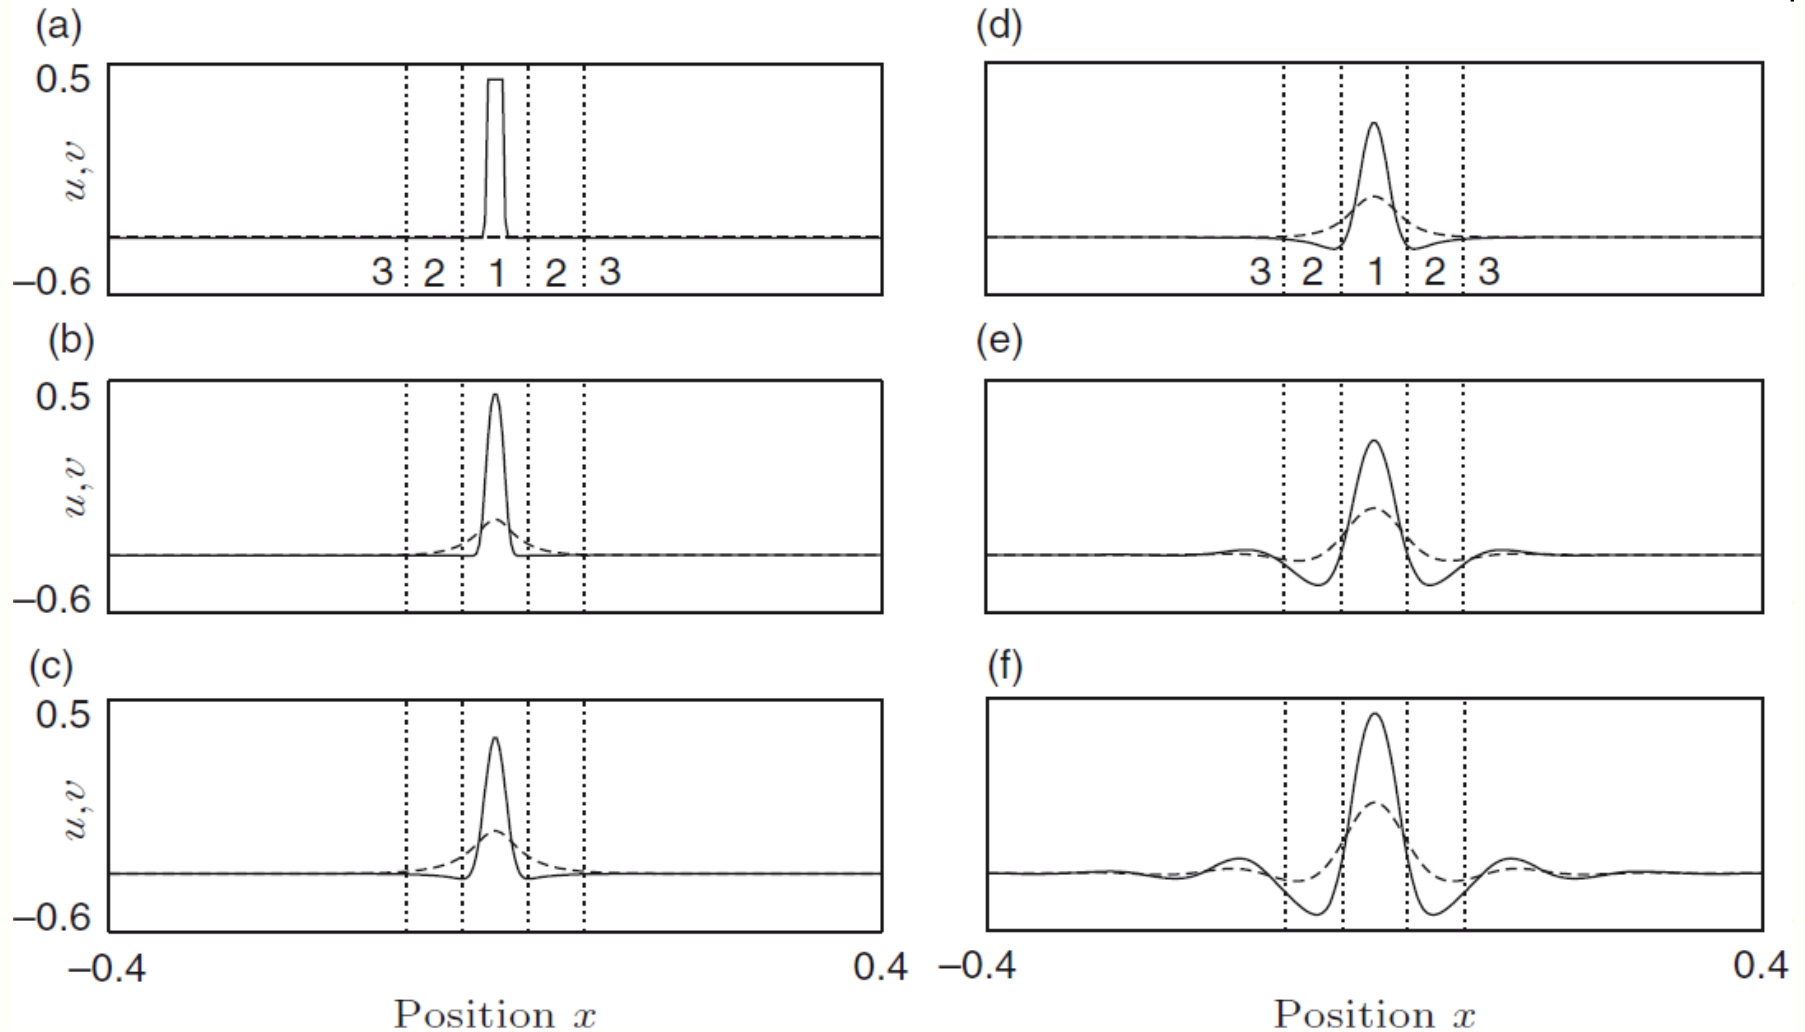 (a)
0.5
u,v
–0.6
3 2 1 2 3
(b)
0.5
u,v
–0.6
(c)
0.5
u,v
–0.6
–0.4
0.4
Position x
(d)
3 2 1 2 3
(e)
(f)
–0.4
0.4
Position x